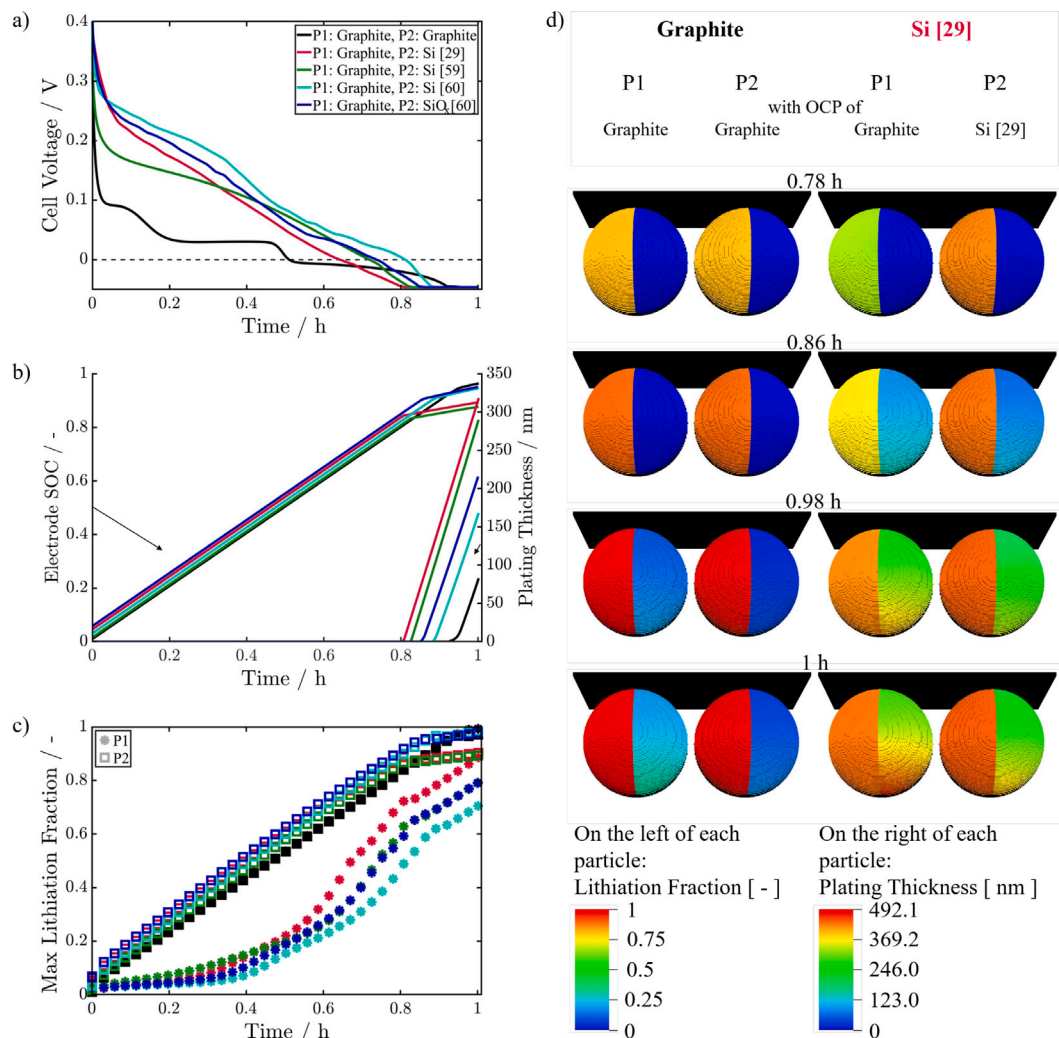 a)
0.4
0.3
0.2
0.1
0
Cell Voltage / V
P1: Graphite, P2: Graphite
P1: Graphite, P2: Si [29]
P1: Graphite, P2: Si [59]
P1: Graphite, P2: Si [60]
P1: Graphite, P2: SiOx[60]
0 0.2 0.4 0.6 0.8 1
Time / h
b)
1
0.8
0.6
0.4
0.2
0
Electrode SOC / -
350
300
250
200
150
100
50
0
Plating Thickness / nm
0 0.2 0.4 0.6 0.8 1
Time / h
c)
1
0.8
0.6
0.4
0.2
0
Max Lithiation Fraction / -
P1
P2
0 0.2 0.4 0.6 0.8 1
Time / h
d)
Graphite Si [29]
P1 P2 P1 P2
with OCP of
Graphite Graphite Graphite Si [29]
0.78 h
0.86 h
0.98 h
1 h
On the left of each
particle:
Lithiation Fraction [ - ]
1
0.75
0.5
0.25
0
On the right of each
particle:
Plating Thickness [ nm ]
492.1
369.2
246.0
123.0
0